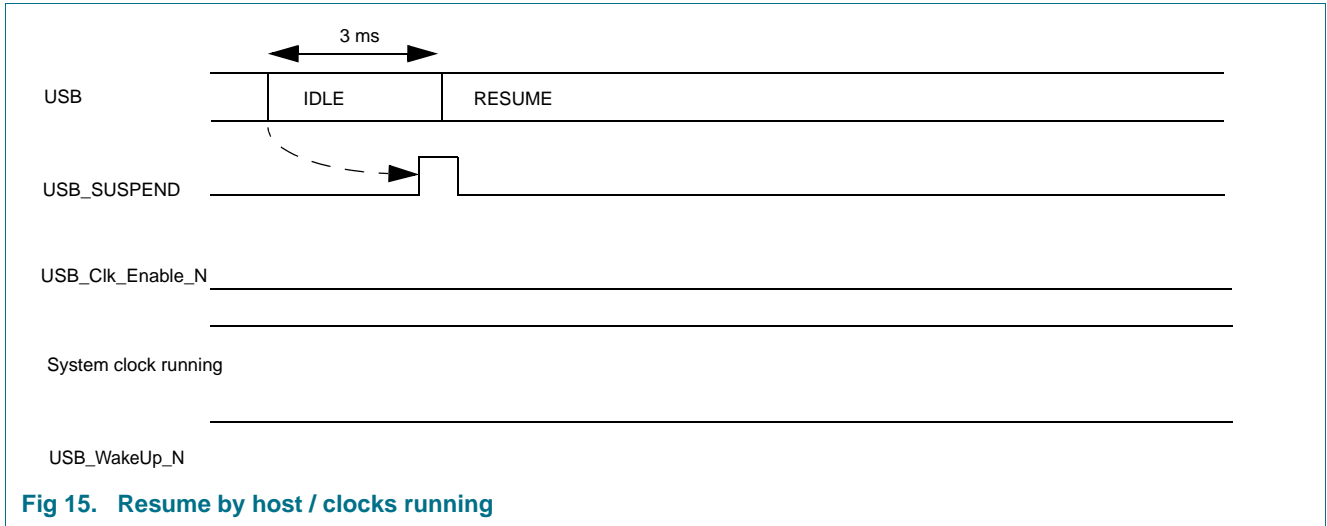 3 ms
USB
IDLE
RESUME
USB_SUSPEND
USB_Clk_Enable_N
System clock running
USB_WakeUp_N
Fig 15. Resume by host / clocks running